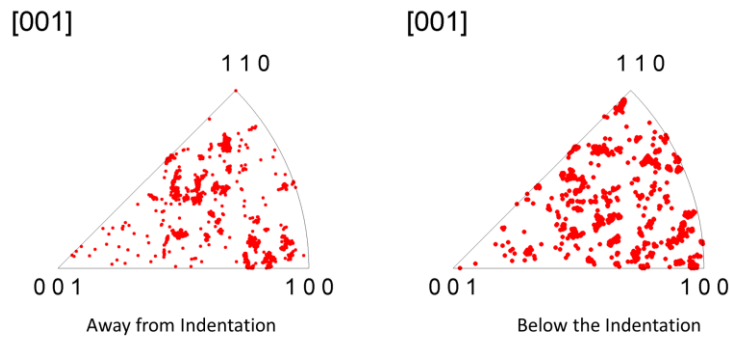 [001]
[001]
1 1 0
1 1 0
0 0 1
1 0 0
0 0 1
1 0 0
Away from Indentation
Below the Indentation